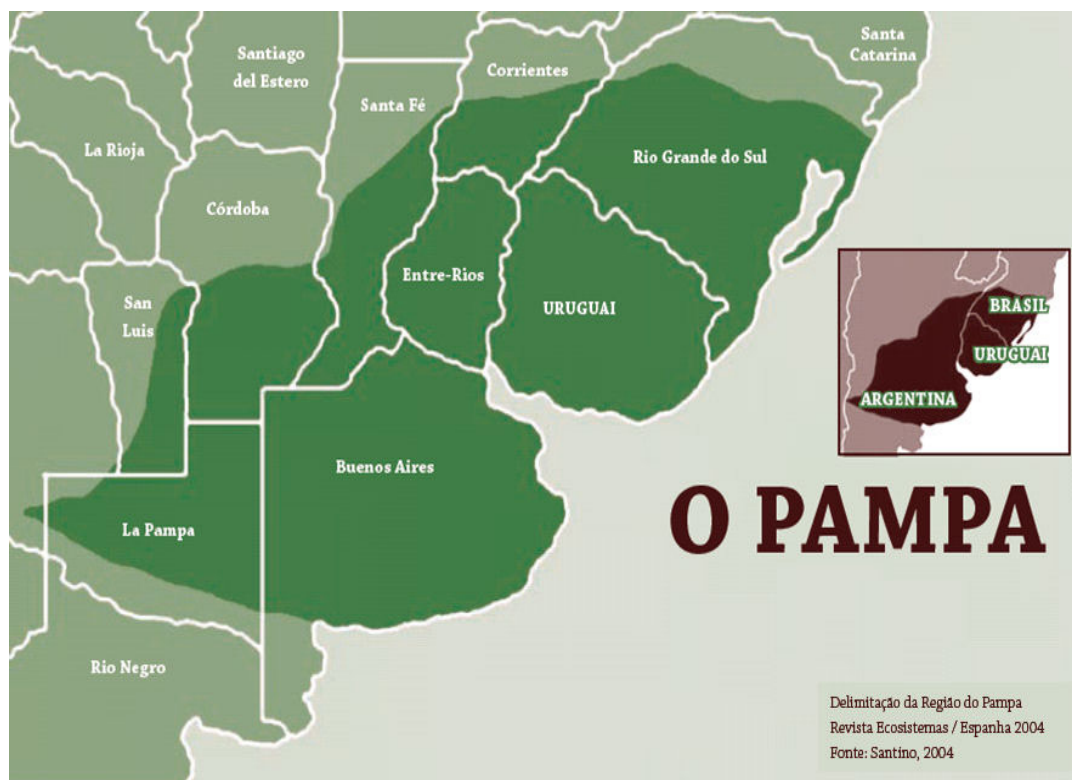 Santa
Catarina
Santiago
del Estero
Corrientes
Santa Fé
La Rioja
Rio Grande do Sul
Córdoba
Entre-Rios
San
Luis
URUGUAI
BRASIL
URUGUAI
ARGENTINA
Buenos Aires
O PAMPA
La Pampa
Rio Negro
Delimitação da Região do Pampa
Revista Ecosistemas / Espanha 2004
Fonte: Santino, 2004